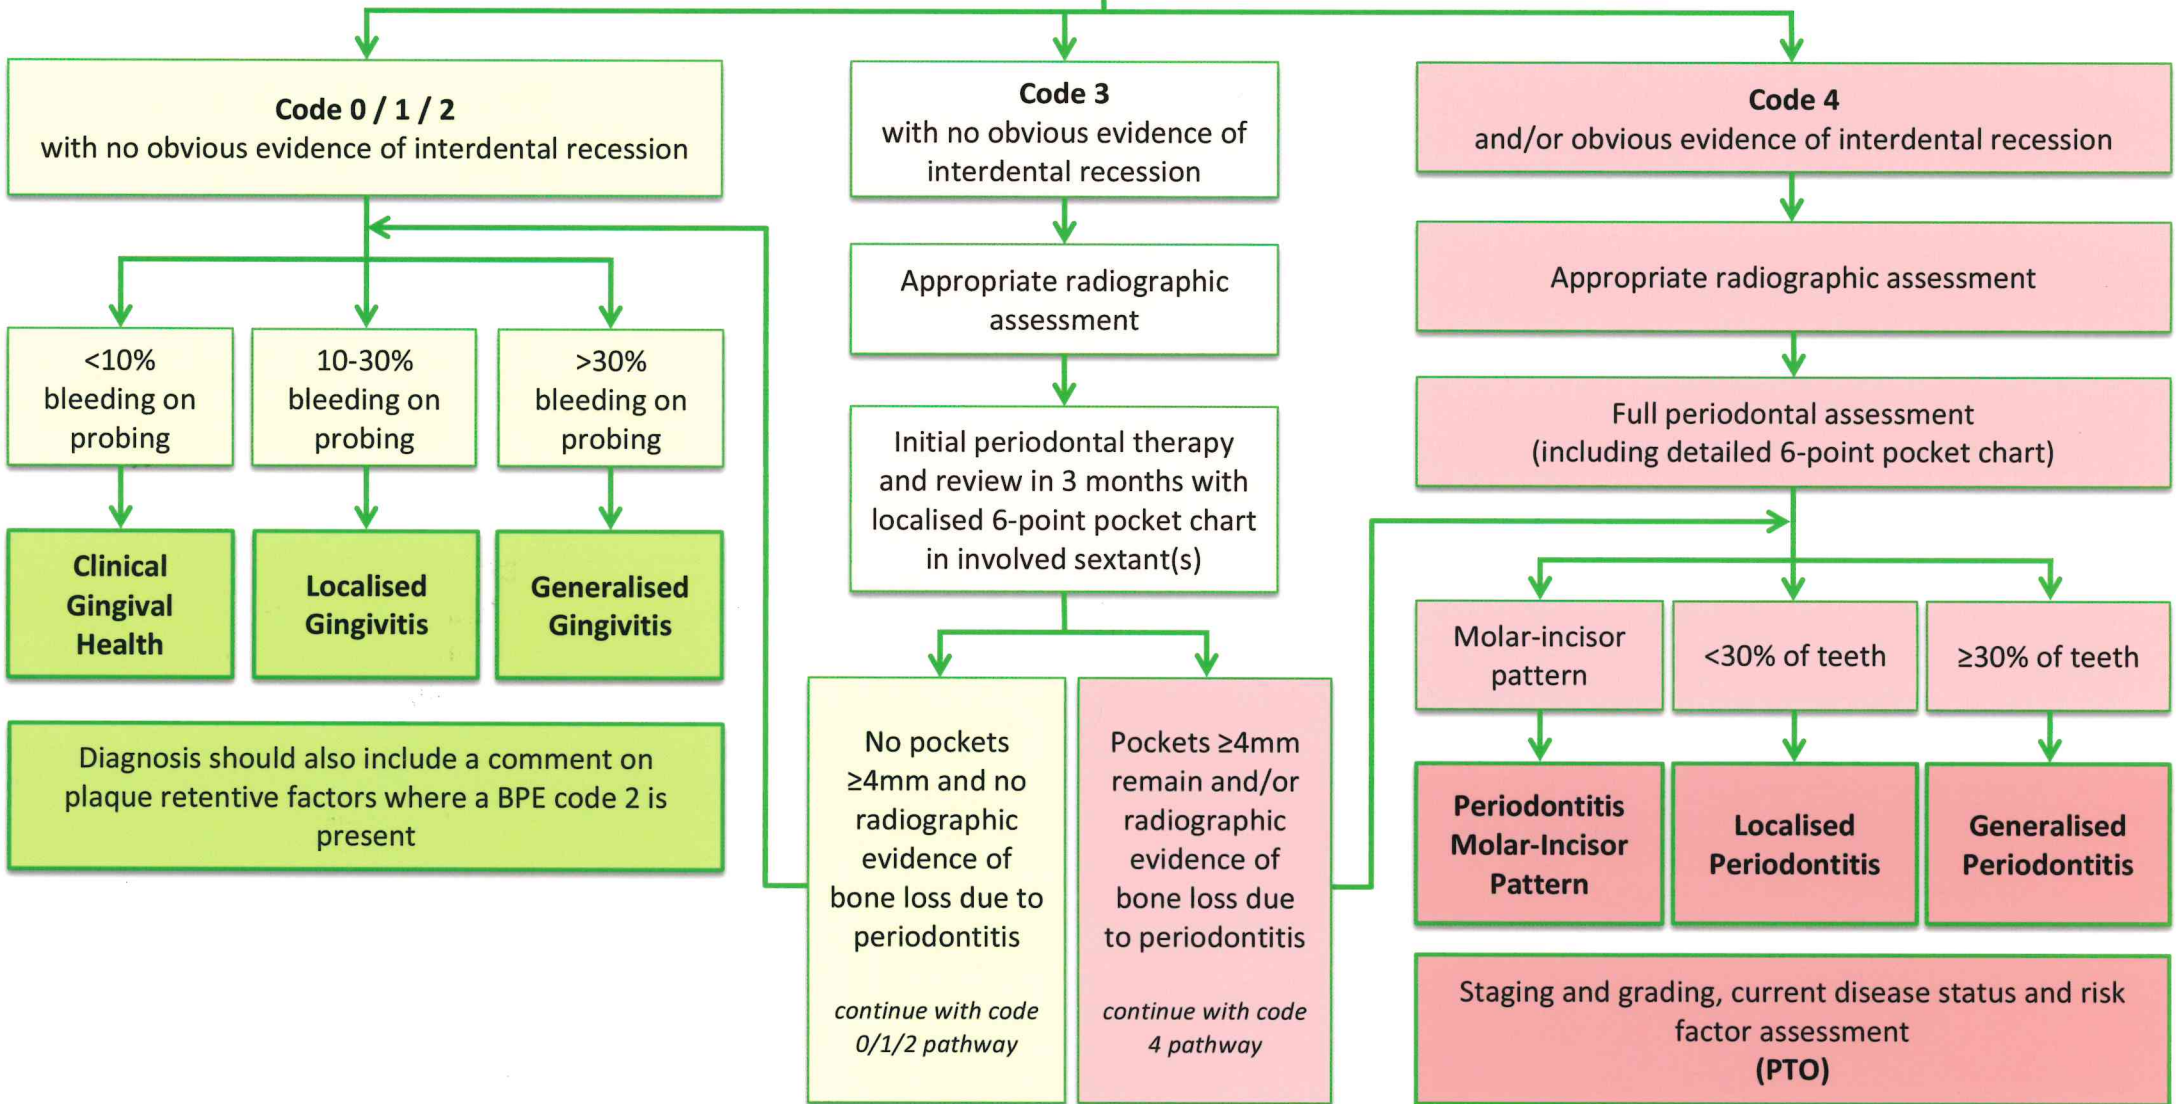 Code 0 / 1 / 2
with no obvious evidence of interdental recession
<10%
bleeding on
probing
10-30%
bleeding on
probing
>30%
bleeding on
probing
Clinical
Gingival
Health
Localised
Gingivitis
Generalised
Gingivitis
Diagnosis should also include a comment on
plaque retentive factors where a BPE code 2 is
present
Code 3
with no obvious evidence of
interdental recession
Appropriate radiographic
assessment
Initial periodontal therapy
and review in 3 months with
localised 6-point pocket chart
in involved sextant(s)
No pockets
≥4mm and no
radiographic
evidence of
bone loss due to
periodontitis
continue with code
0/1/2 pathway
Pockets ≥4mm
remain and/or
radiographic
evidence of
bone loss due
to periodontitis
continue with code
4 pathway
Code 4
and/or obvious evidence of interdental recession
Appropriate radiographic assessment
Full periodontal assessment
(including detailed 6-point pocket chart)
Molar-incisor
pattern
<30% of teeth
≥30% of teeth
Periodontitis
Molar-Incisor
Pattern
Localised
Periodontitis
Generalised
Periodontitis
Staging and grading, current disease status and risk
factor assessment
(PTO)